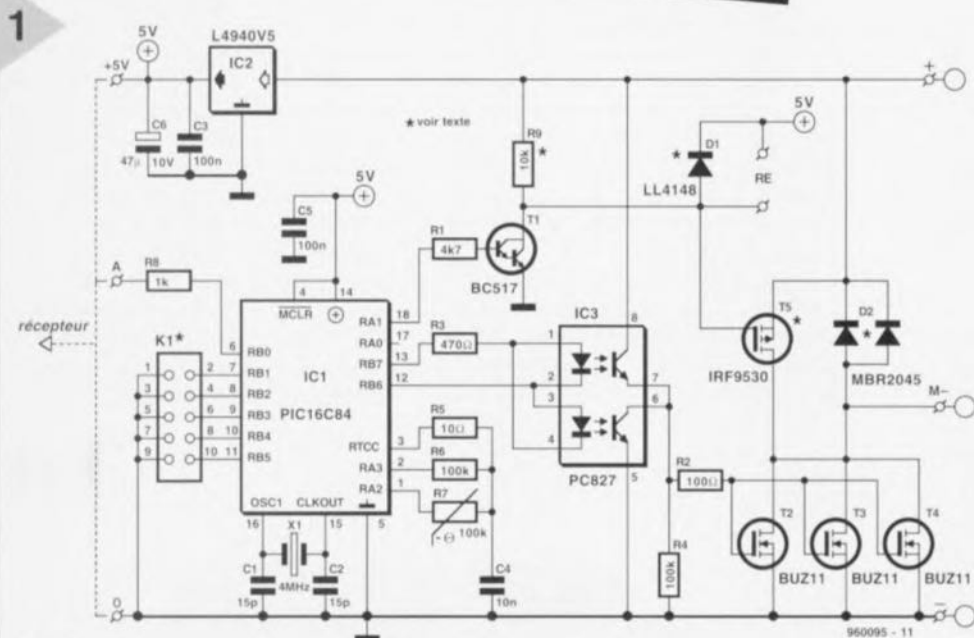 1
L4940V5
5V
+5V
IC2
C6
47µ
10V
C3
100n
* voir texte
R9
10k
*
5V
D1
*
LL4148
RE
+
5V
C5
100n
R1
4k7
T1
BC517
A
R8
1k
récepteur
K1*
1 2
3 4
5 6
7 8
9 10
4 14
MCLR
6 RB0
7 RB1
8 RB2
9 RB3
10 RB4
11 RB5
IC1
PIC16C84
RA1 18
RA0 17
RB7 13
RB6 12
RTCC 3
RA3 2
RA2 1
5
OSC1 CLKOUT
16 15
X1
4MHz
C1
15p
C2
15p
R3
470Ω
R5
10Ω
R6
100k
R7
-Θ 100k
C4
10n
IC3
1
2
3
4
8
7
6
5
PC827
R2
100Ω
R4
100k
T5
*
IRF9530
D2
*
MBR2045
M–
T2
BUZ11
T3
BUZ11
T4
BUZ11
0
–
960095 - 11